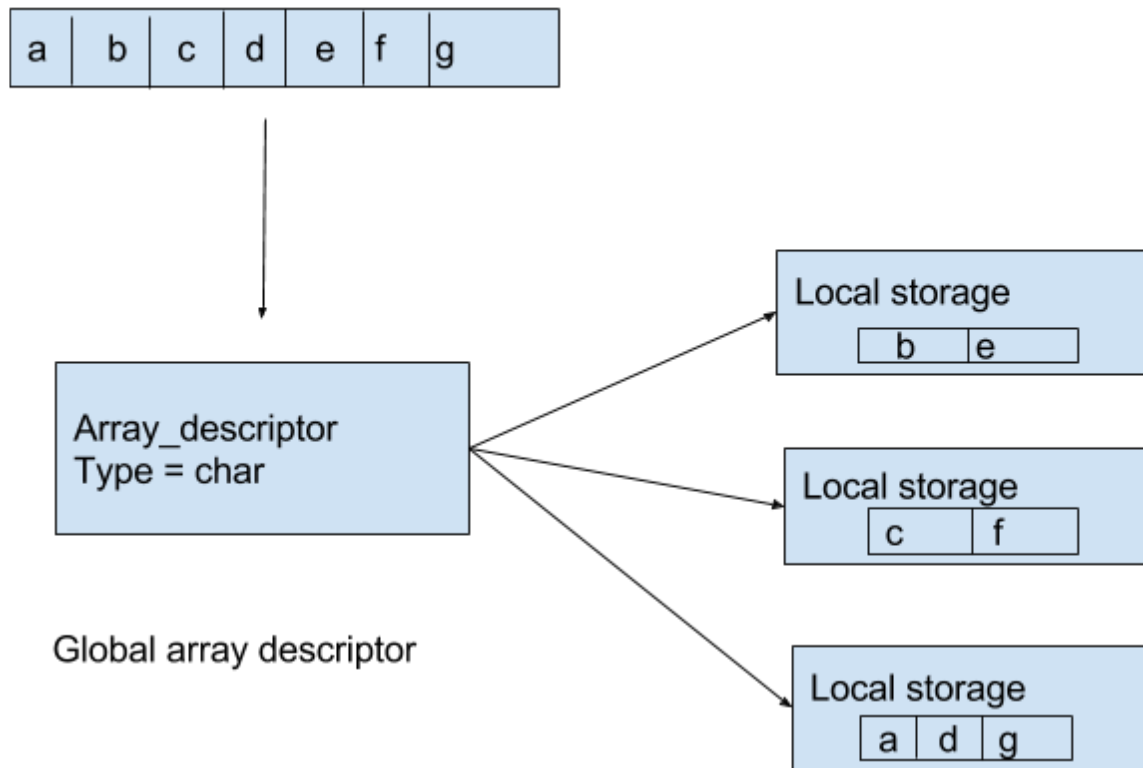 a b c d e f g
Local storage
b e
Array_descriptor
Type = char
Local storage
c f
Global array descriptor
Local storage
a d g